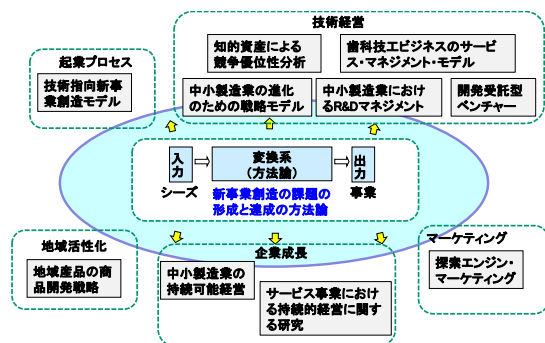 技術経営
起業プロセス
知的資産による
競争優位性分析
歯科技工ビジネスのサービ
ス・マネジメント・モデル
技術指向新事
業創造モデル
中小製造業の進化
のための戦略モデル
中小製造業におけ
るR&Dマネジメント
開発受託型
ベンチャー
入力
変換系
(方法論)
出力
シーズ
事業
新事業創造の課題の
形成と達成の方法論
地域活性化
地域産品の商
品開発戦略
企業成長
中小製造業の
持続可能経営
サービス事業にお
ける持続的経営に関す
る研究
マーケティング
探索エンジン・
マーケティング